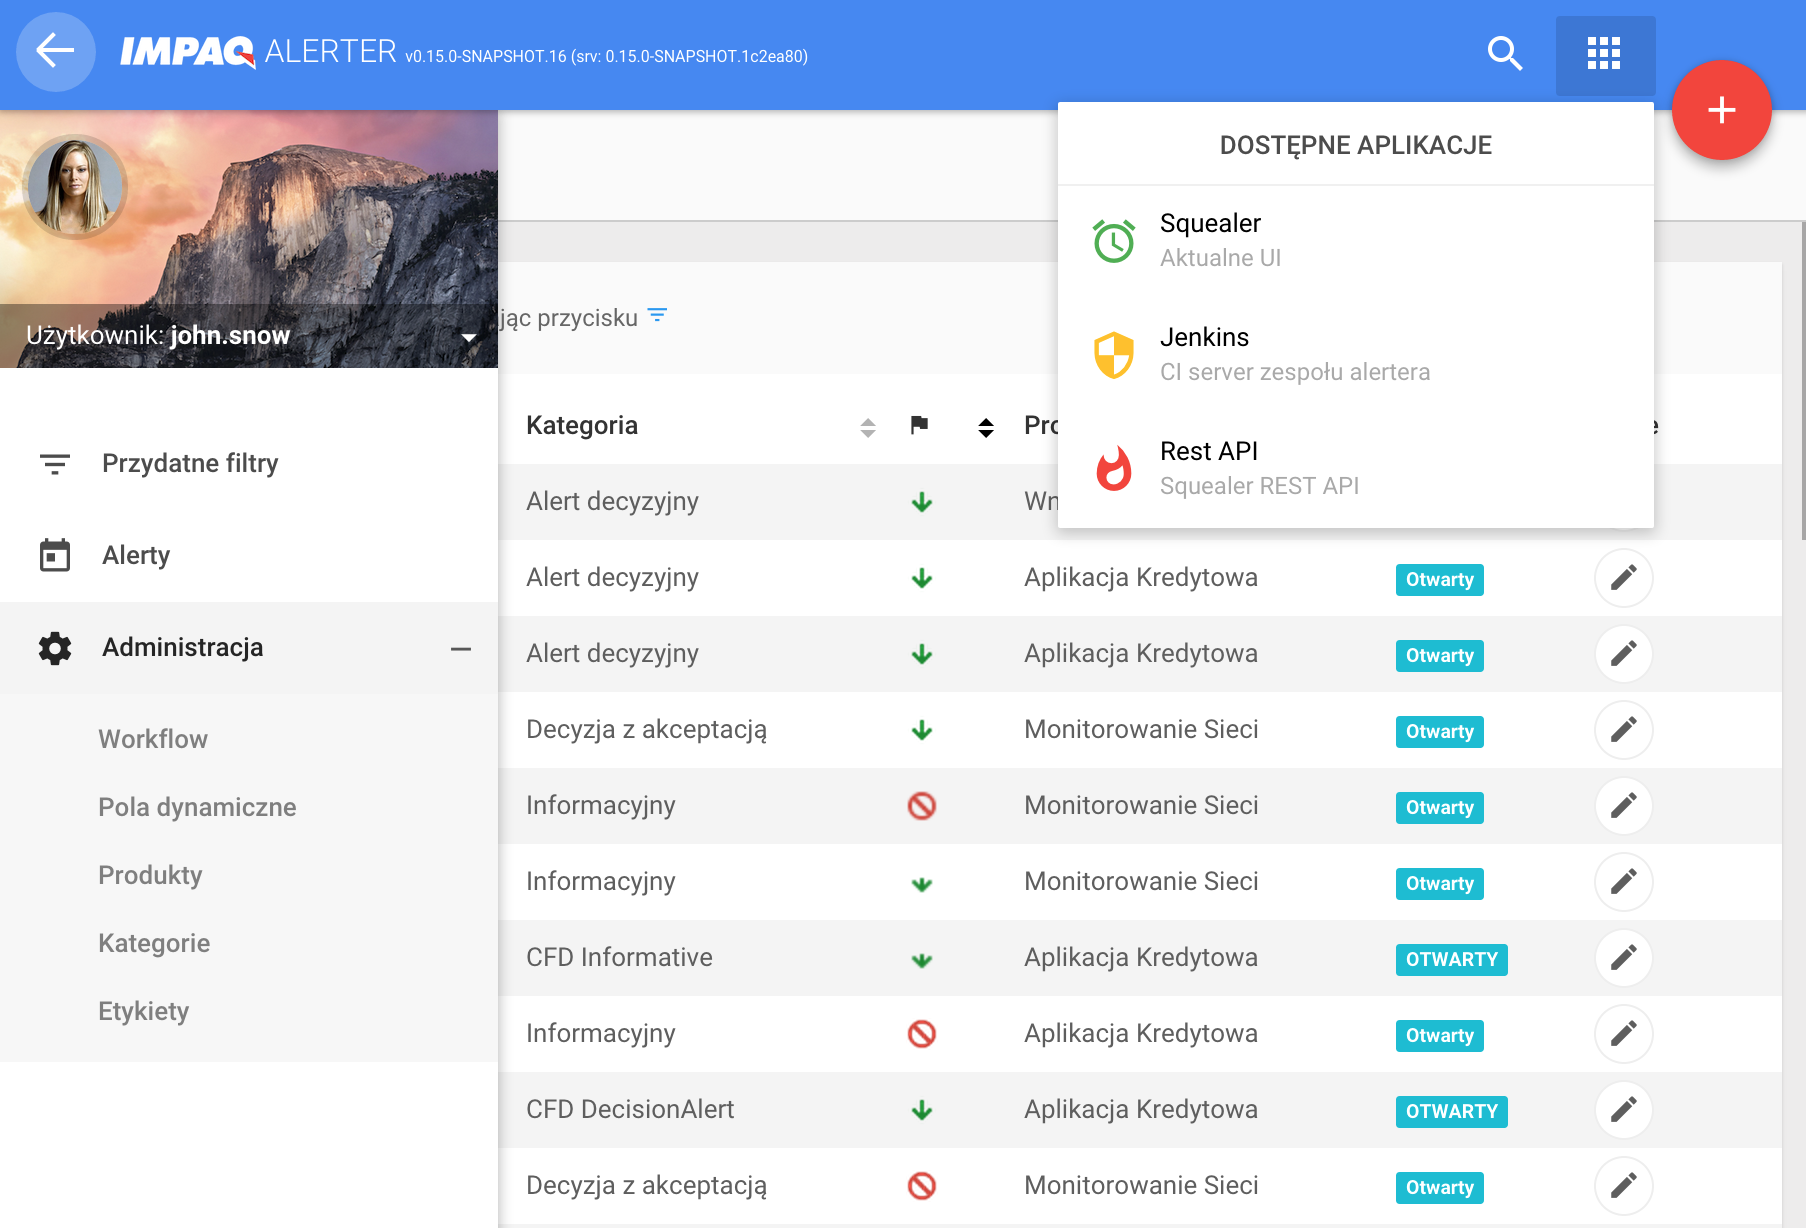 IMPAQ ALERTER v0.15.0-SNAPSHOT.16 (srv: 0.15.0-SNAPSHOT.1c2ea80)
DOSTĘPNE APLIKACJE
Squealer
Aktualne UI
Jenkins
CI server zespołu alertera
Rest API
Squealer REST API
Użytkownik: john.snow
Przydatne filtry
Alerty
Administracja
Workflow
Pola dynamiczne
Produkty
Kategorie
Etykiety
jąc przycisku
Kategoria Pro e
Alert decyzyjny Wn
Alert decyzyjny Aplikacja Kredytowa Otwarty
Alert decyzyjny Aplikacja Kredytowa Otwarty
Decyzja z akceptacją Monitorowanie Sieci Otwarty
Informacyjny Monitorowanie Sieci Otwarty
Informacyjny Monitorowanie Sieci Otwarty
CFD Informative Aplikacja Kredytowa OTWARTY
Informacyjny Aplikacja Kredytowa Otwarty
CFD DecisionAlert Aplikacja Kredytowa OTWARTY
Decyzja z akceptacją Monitorowanie Sieci Otwarty